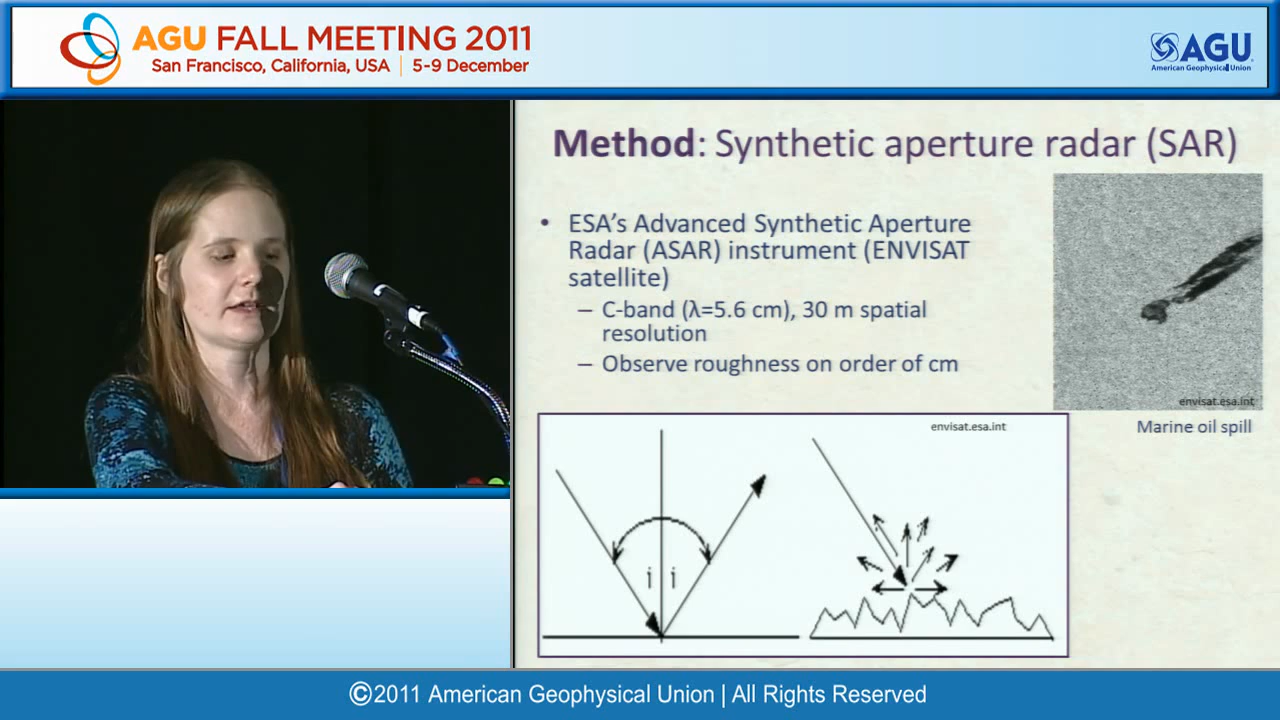 AGU FALL MEETING 2011
San Francisco, California, USA | 5-9 December
AGU
American Geophysical Union
Method: Synthetic aperture radar (SAR)
• ESA's Advanced Synthetic Aperture
Radar (ASAR) instrument (ENVISAT
satellite)
– C-band (λ=5.6 cm), 30 m spatial
resolution
– Observe roughness on order of cm
envisat.esa.int
Marine oil spill
envisat.esa.int
i i
©2011 American Geophysical Union | All Rights Reserved